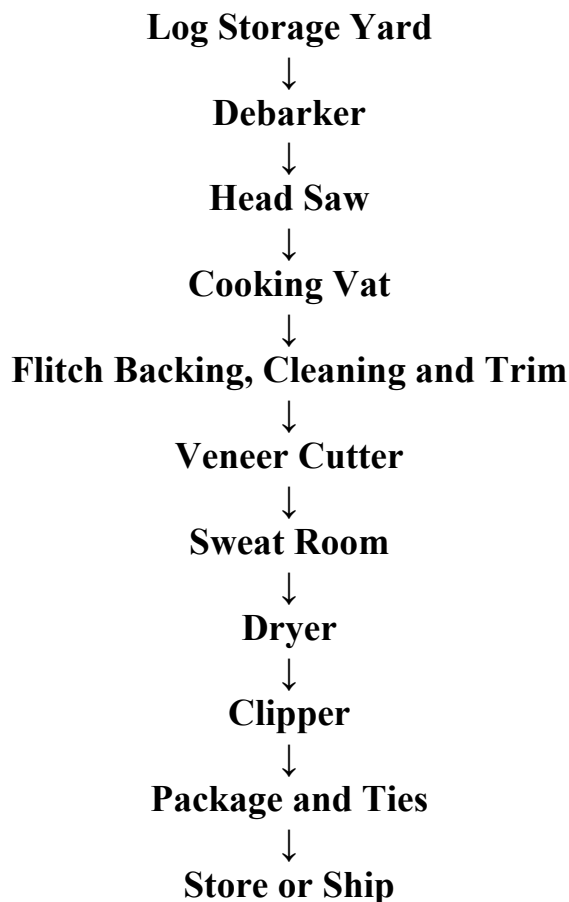 Log Storage Yard
↓
Debarker
↓
Head Saw
↓
Cooking Vat
↓
Flitch Backing, Cleaning and Trim
↓
Veneer Cutter
↓
Sweat Room
↓
Dryer
↓
Clipper
↓
Package and Ties
↓
Store or Ship